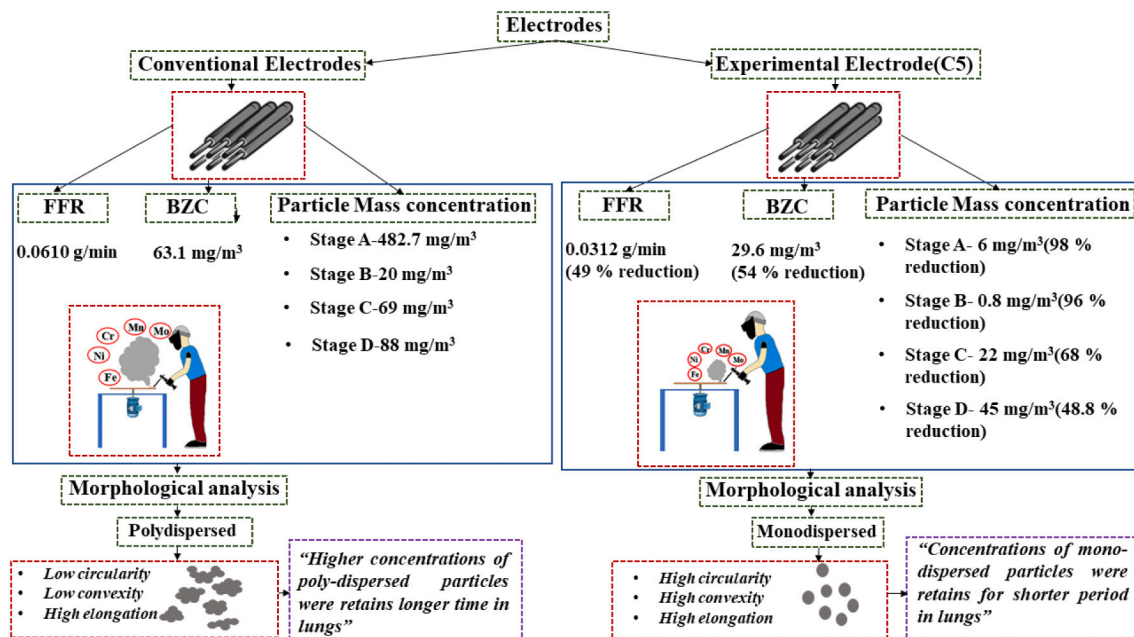 Electrodes
Conventional Electrodes
Experimental Electrode(C5)
FFR
BZC
Particle Mass concentration
0.0610 g/min
63.1 mg/m³
• Stage A-482.7 mg/m³
• Stage B-20 mg/m³
• Stage C-69 mg/m³
• Stage D-88 mg/m³
Cr
Mn
Mo
Ni
Fe
FFR
BZC
Particle Mass concentration
0.0312 g/min
(49 % reduction)
29.6 mg/m³
(54 % reduction)
• Stage A- 6 mg/m³(98 %
reduction)
• Stage B- 0.8 mg/m³(96 %
reduction)
• Stage C- 22 mg/m³(68 %
reduction)
• Stage D- 45 mg/m³(48.8 %
reduction)
Cr
Mn
Ni
Mo
Fe
Morphological analysis
Polydispersed
• Low circularity
• Low convexity
• High elongation
“Higher concentrations of
poly-dispersed particles
were retains longer time in
lungs”
Morphological analysis
Monodispersed
• High circularity
• High convexity
• High elongation
“Concentrations of mono-
dispersed particles were
retains for shorter period
in lungs”